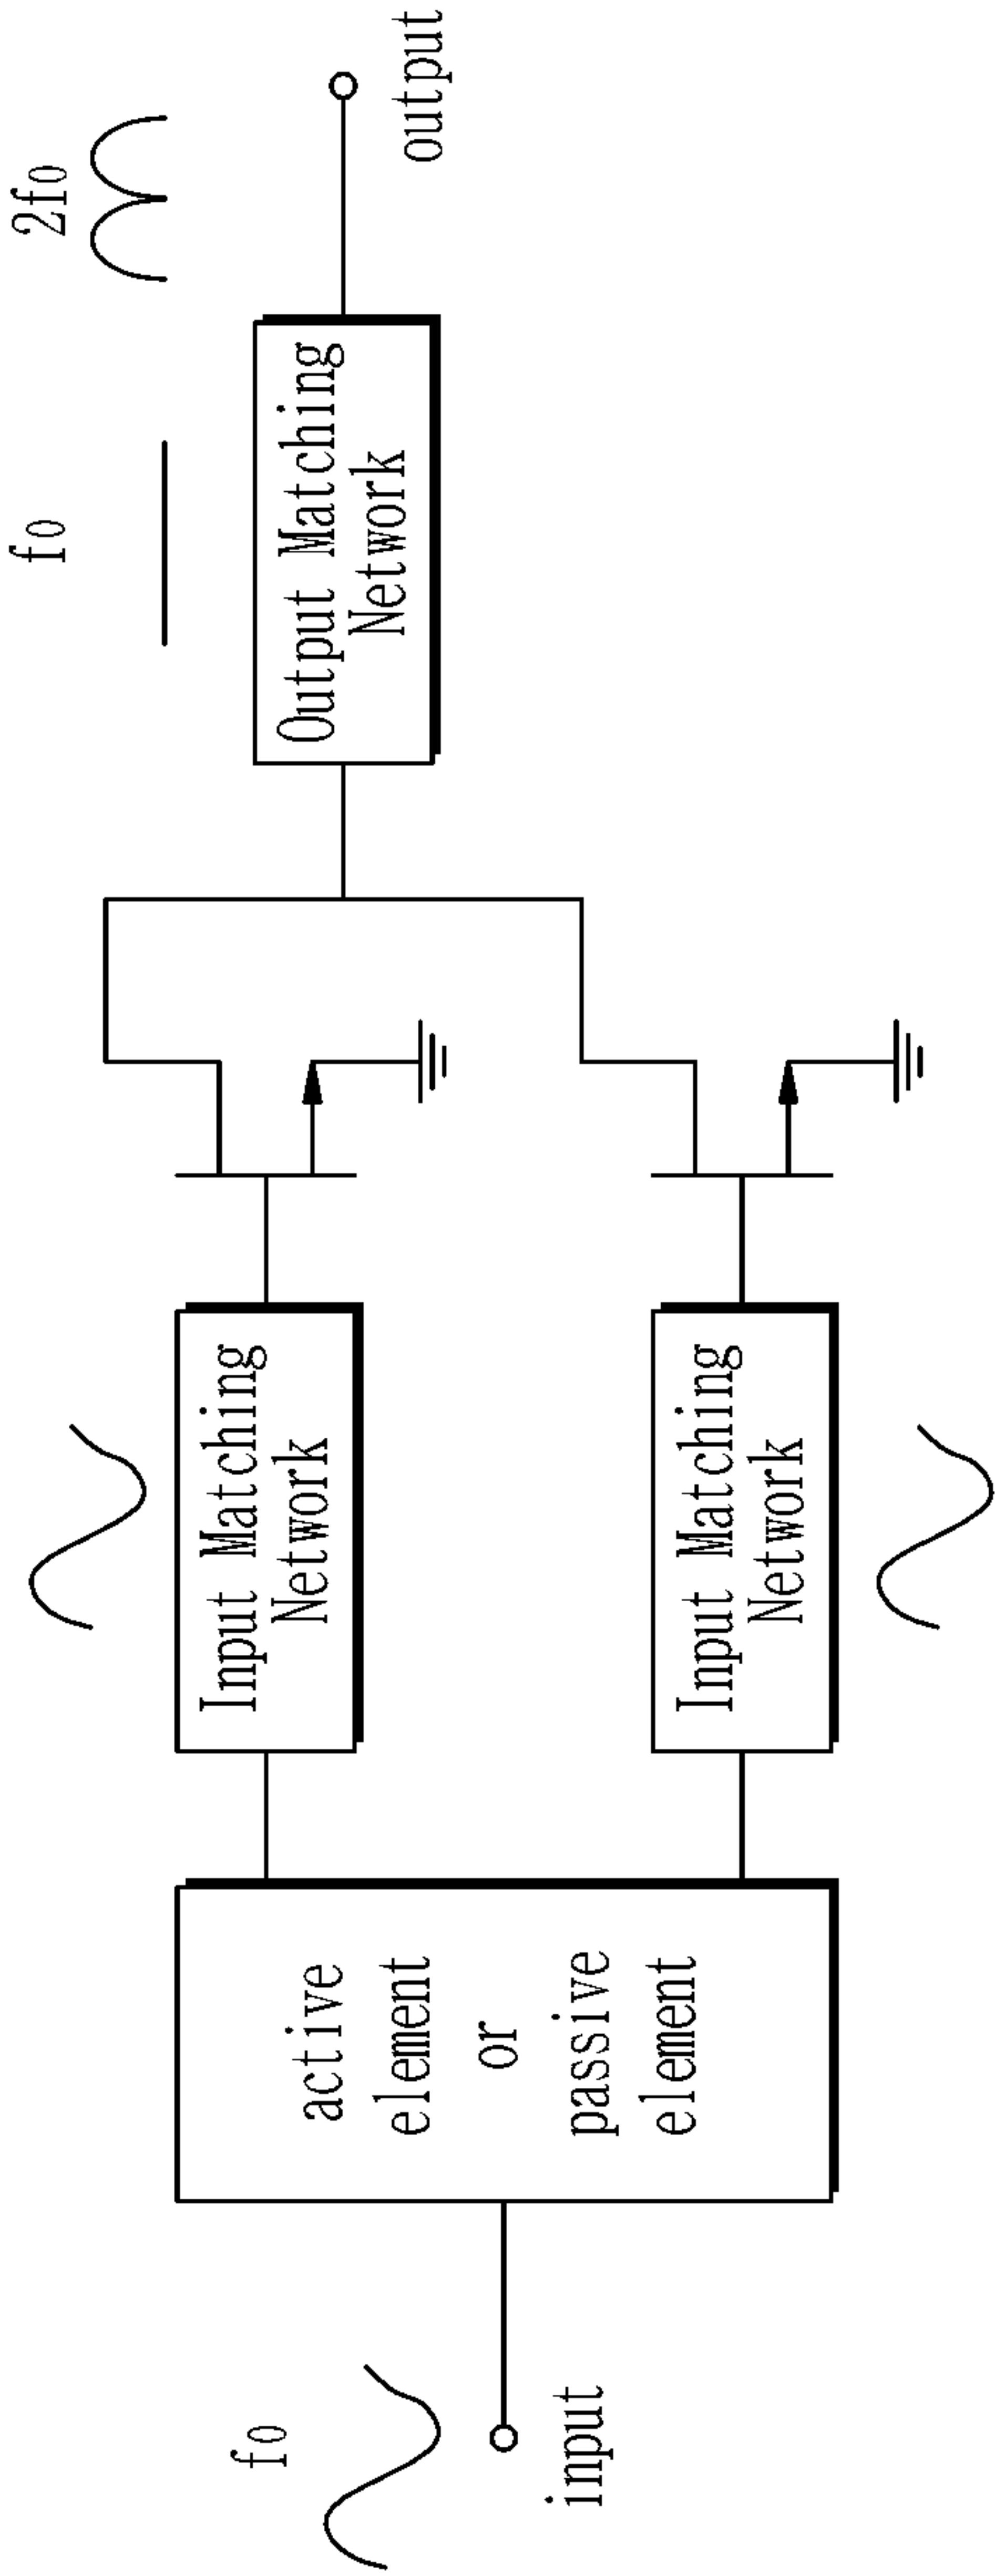 f0
input
active
element
or
passive
element
Input Matching
Network
Input Matching
Network
Output Matching
Network
f0
2f0
output